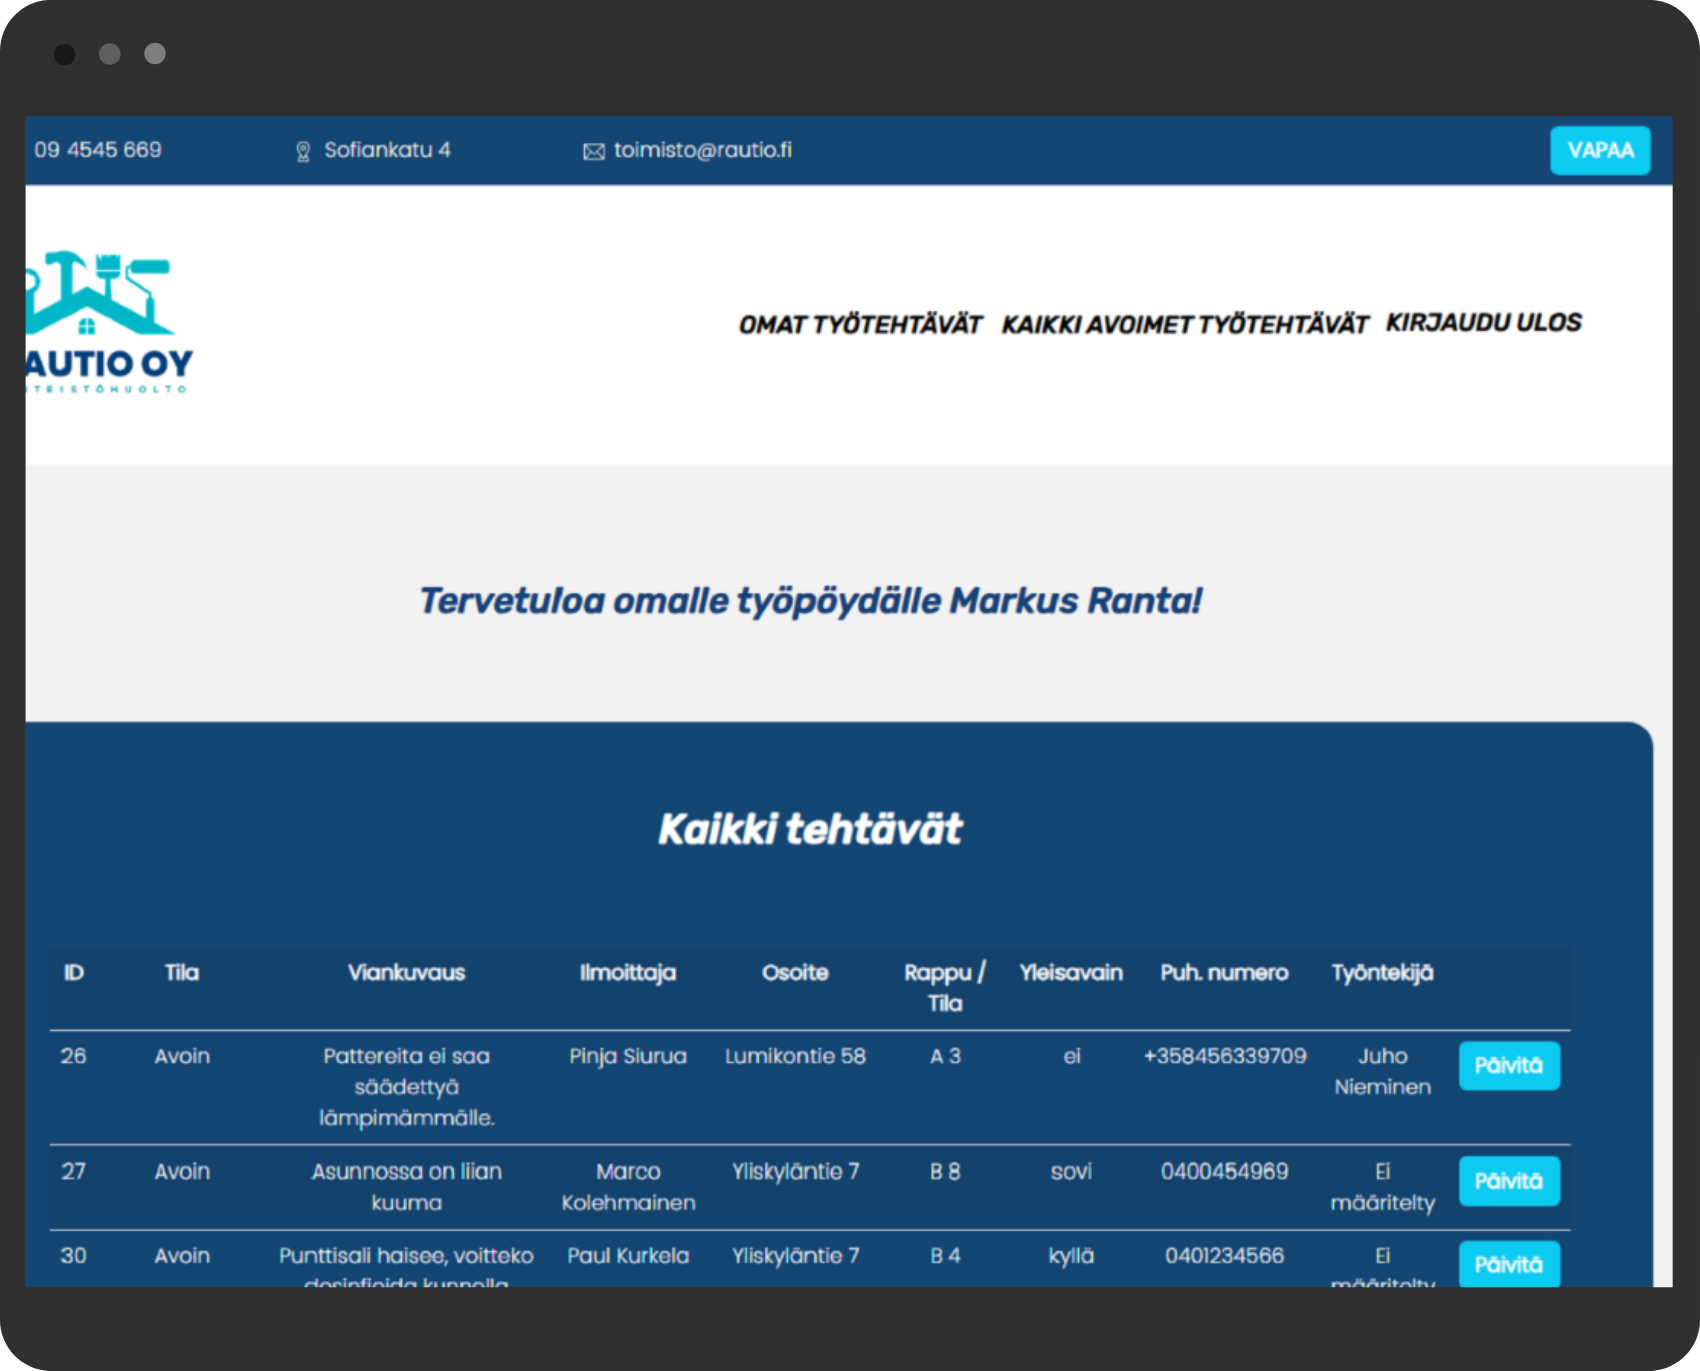 09 4545 669 Sofiankatu 4 toimisto@rautio.fi VAPAA
AUTIO OY
TEISTÖHUOLTO
OMAT TYÖTEHTÄVÄT KAIKKI AVOIMET TYÖTEHTÄVÄT KIRJAUDU ULOS
Tervetuloa omalle työpöydälle Markus Ranta!
Kaikki tehtävät
ID Tila Viankuvaus Ilmoittaja Osoite Rappu / Yleisavain Puh. numero Työntekijä
Tila
26 Avoin Pattereita ei saa Pinja Siurua Lumikontie 58 A 3 ei +358456339709 Juho Päivitä
säädettyä Nieminen
lämpimämmälle.
27 Avoin Asunnossa on liian Marco Yliskyläntie 7 B 8 sovi 0400454969 Ei Päivitä
kuuma Kolehmainen määritelty
30 Avoin Punttisali haisee, voitteko Paul Kurkela Yliskyläntie 7 B 4 kyllä 0401234566 Ei Päivitä
desinfioida kunnolla määritelty